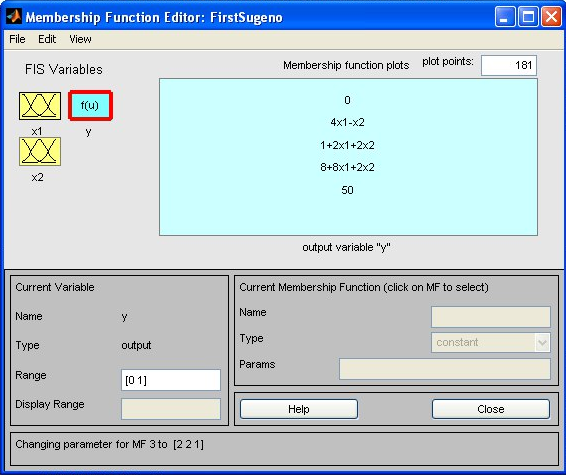 Membership Function Editor: FirstSugeno
File Edit View
FIS Variables
Membership function plots plot points: 181
f(u)
x1 y
x2
0
4x1-x2
1+2x1+2x2
8+8x1+2x2
50
output variable "y"
Current Variable
Name y
Type output
Range [0 1]
Display Range
Current Membership Function (click on MF to select)
Name
Type constant
Params
Help Close
Changing parameter for MF 3 to [2 2 1]